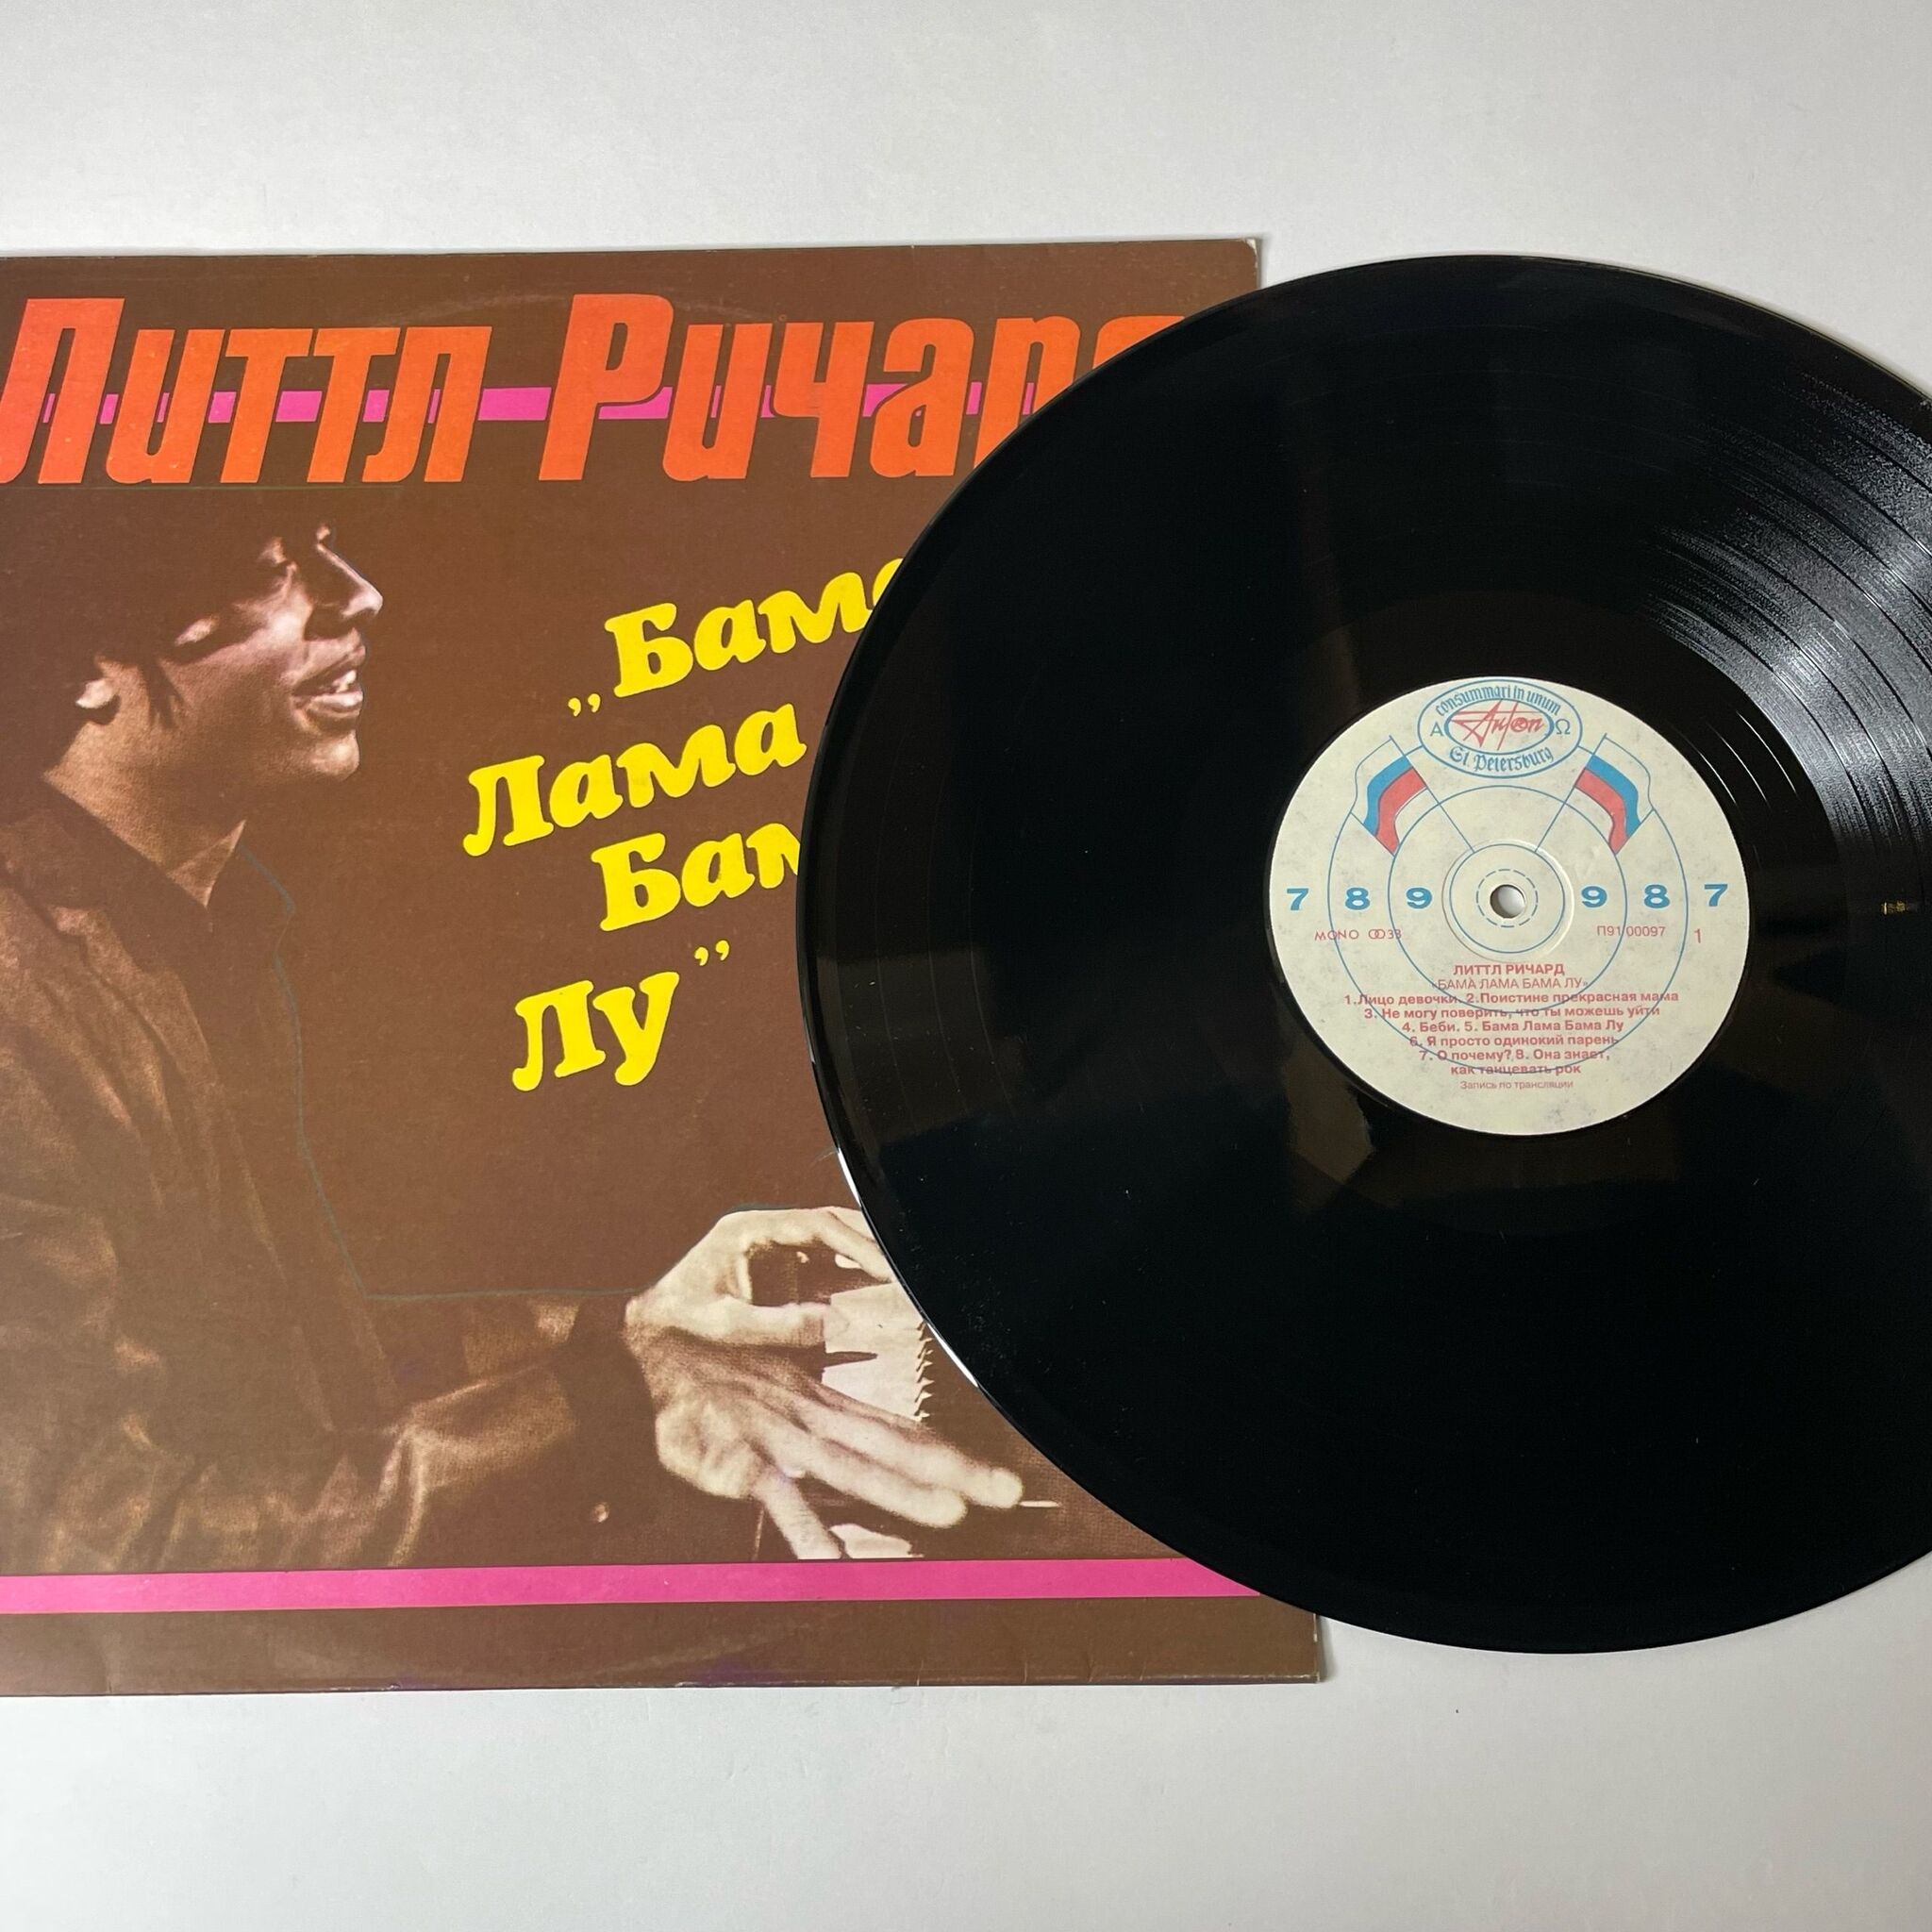 Литтл Ричард
„Бама
Лама
Бама
Лу”
consummari in unum
A Anton Ω
St. Petersburg
7 8 9 9 8 7
MONO 33 П91 00097 1
ЛИТТЛ РИЧАРД
«БАМА ЛАМА БАМА ЛУ»
1.Лицо девочки. 2.Поистине прекрасная мама
3. Не могу поверить, что ты можешь уйти
4. Беби. 5. Бама Лама Бама Лу
6. Я просто одинокий парень
7. О почему? 8. Она знает,
как танцевать рок
Запись по трансляции